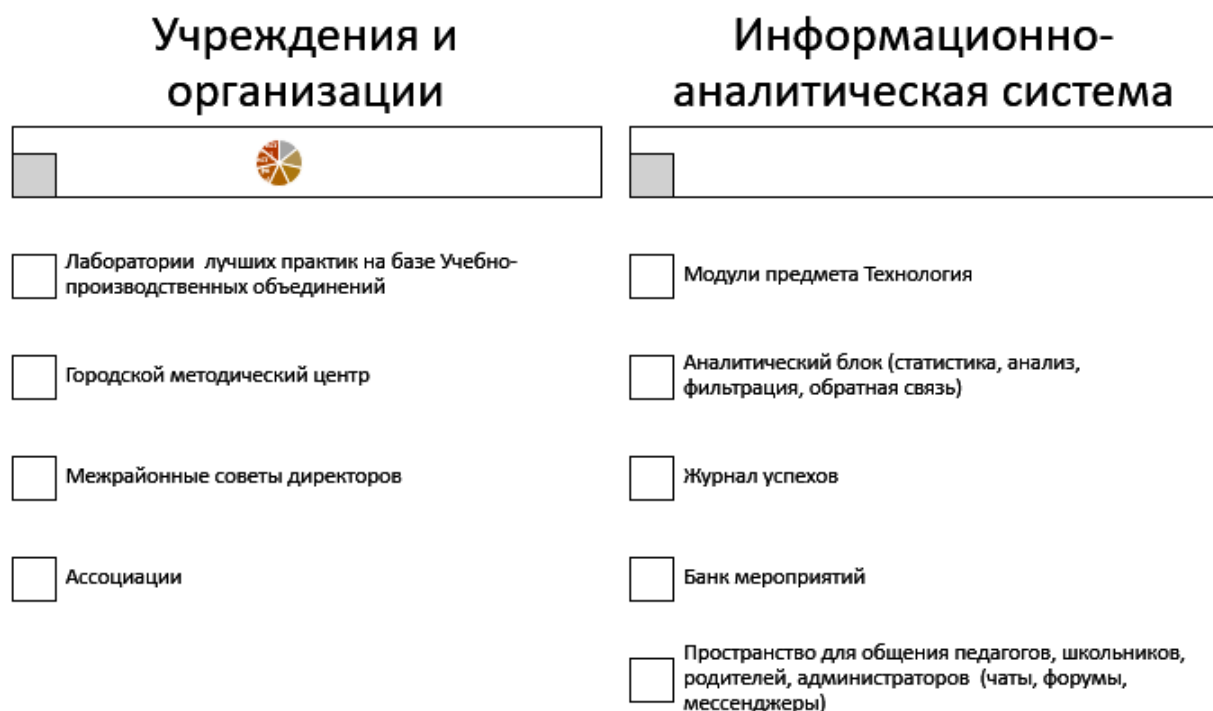 Учреждения и
организации
Информационно-
аналитическая система
Лаборатории  лучших практик на базе Учебно-
производственных объединений
Городской методический центр
Межрайонные советы директоров
Ассоциации
Модули предмета Технология
Аналитический блок (статистика, анализ,
фильтрация, обратная связь)
Журнал успехов
Банк мероприятий
Пространство для общения педагогов, школьников,
родителей, администраторов  (чаты, форумы,
мессенджеры)